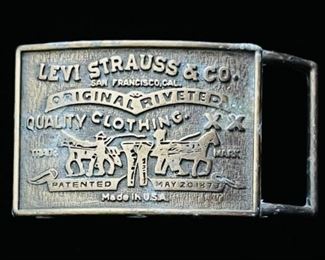 LEVI STRAUSS & CO.
SAN FRANCISCO, CAL.
ORIGINAL RIVETED
QUALITY CLOTHING XX
TRADE MARK
PATENTED MAY 20 1873
Made in U.S.A.